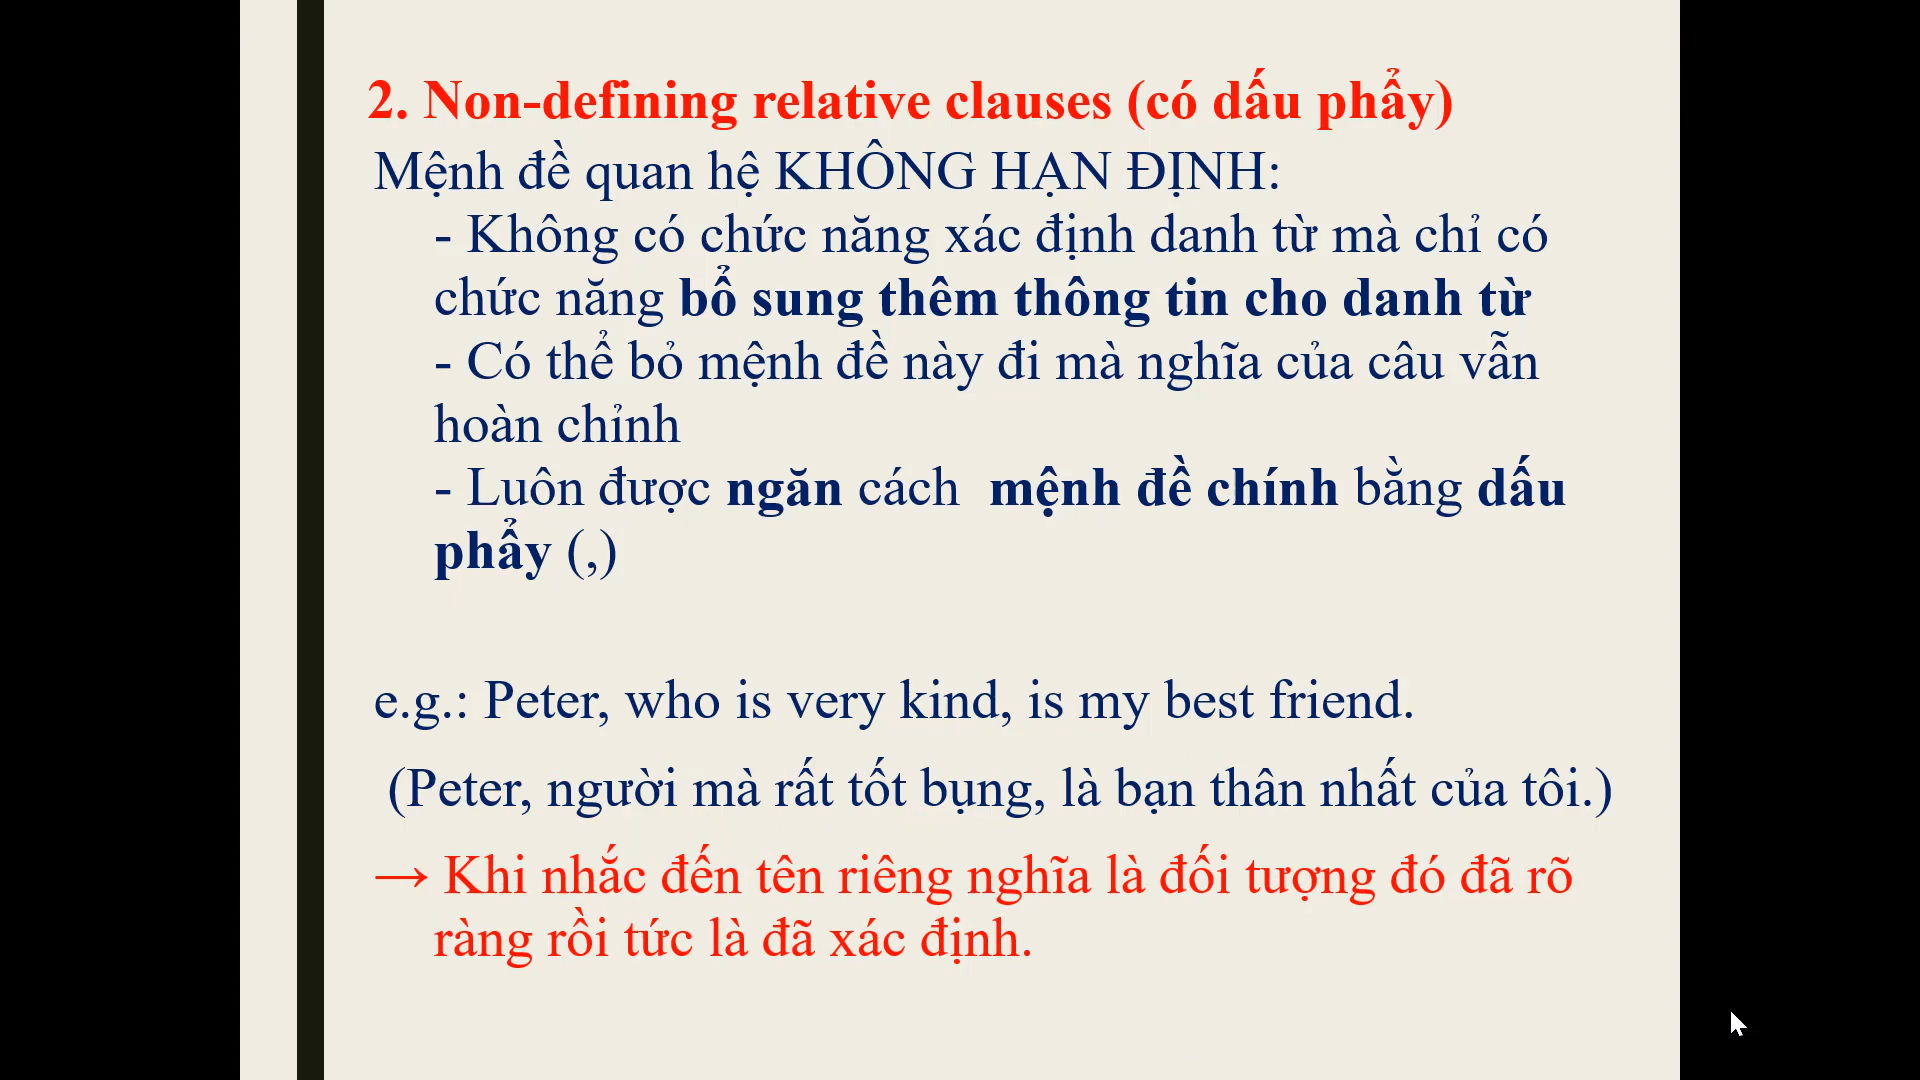 2. Non-defining relative clauses (có dấu phẩy)
Mệnh đề quan hệ KHÔNG HẠN ĐỊNH:
- Không có chức năng xác định danh từ mà chỉ có
chức năng bổ sung thêm thông tin cho danh từ
- Có thể bỏ mệnh đề này đi mà nghĩa của câu vẫn
hoàn chỉnh
- Luôn được ngăn cách  mệnh đề chính bằng dấu
phẩy (,)
e.g.: Peter, who is very kind, is my best friend.
(Peter, người mà rất tốt bụng, là bạn thân nhất của tôi.)
→ Khi nhắc đến tên riêng nghĩa là đối tượng đó đã rõ
ràng rồi tức là đã xác định.